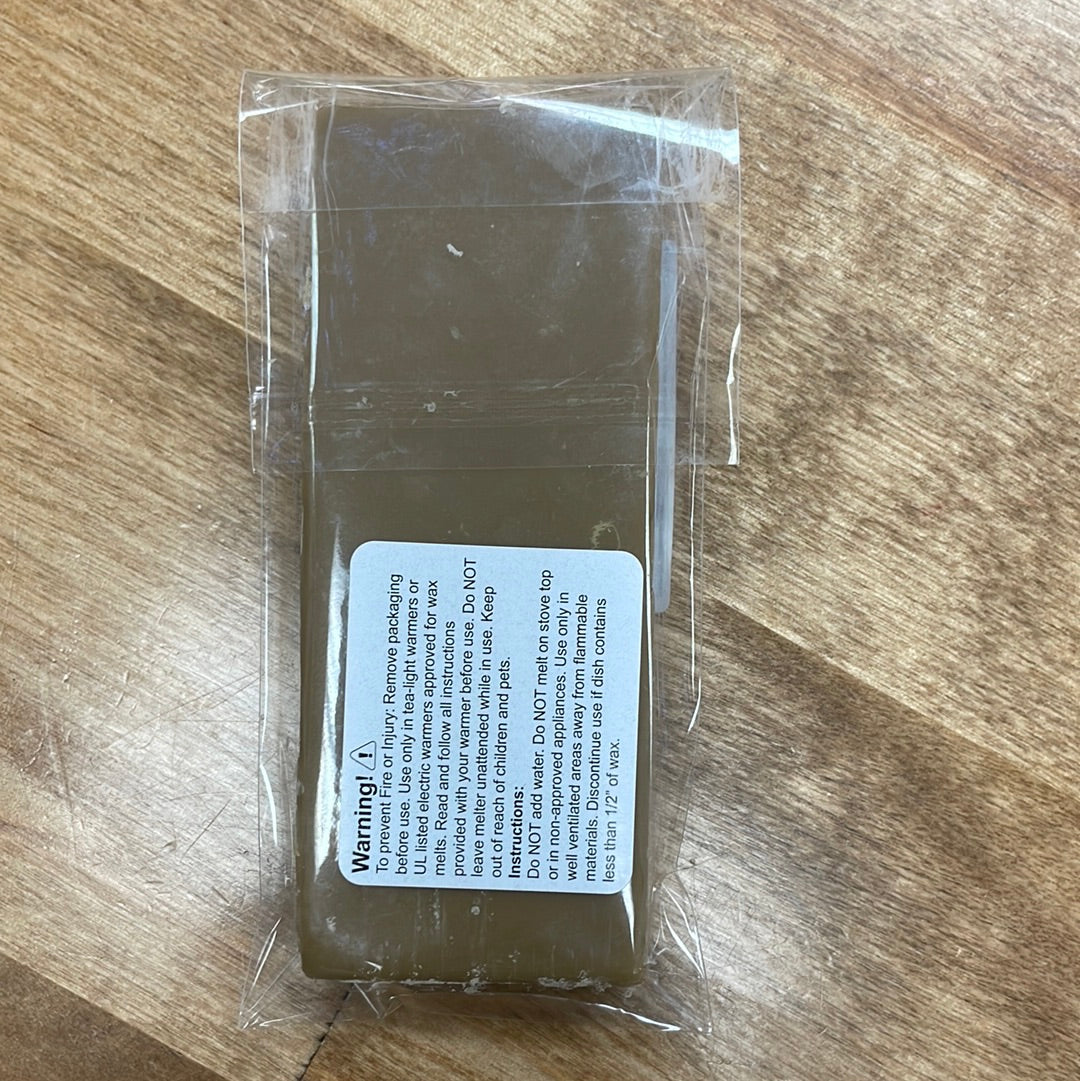 Warning!
To prevent Fire or Injury: Remove packaging
before use. Use only in tea-light warmers or
UL listed electric warmers approved for wax
melts. Read and follow all instructions
provided with your warmer before use. Do NOT
leave melter unattended while in use. Keep
out of reach of children and pets.
Instructions:
Do NOT add water. Do NOT melt on stove top
or in non-approved appliances. Use only in
well ventilated areas away from flammable
materials. Discontinue use if dish contains
less than 1/2" of wax.